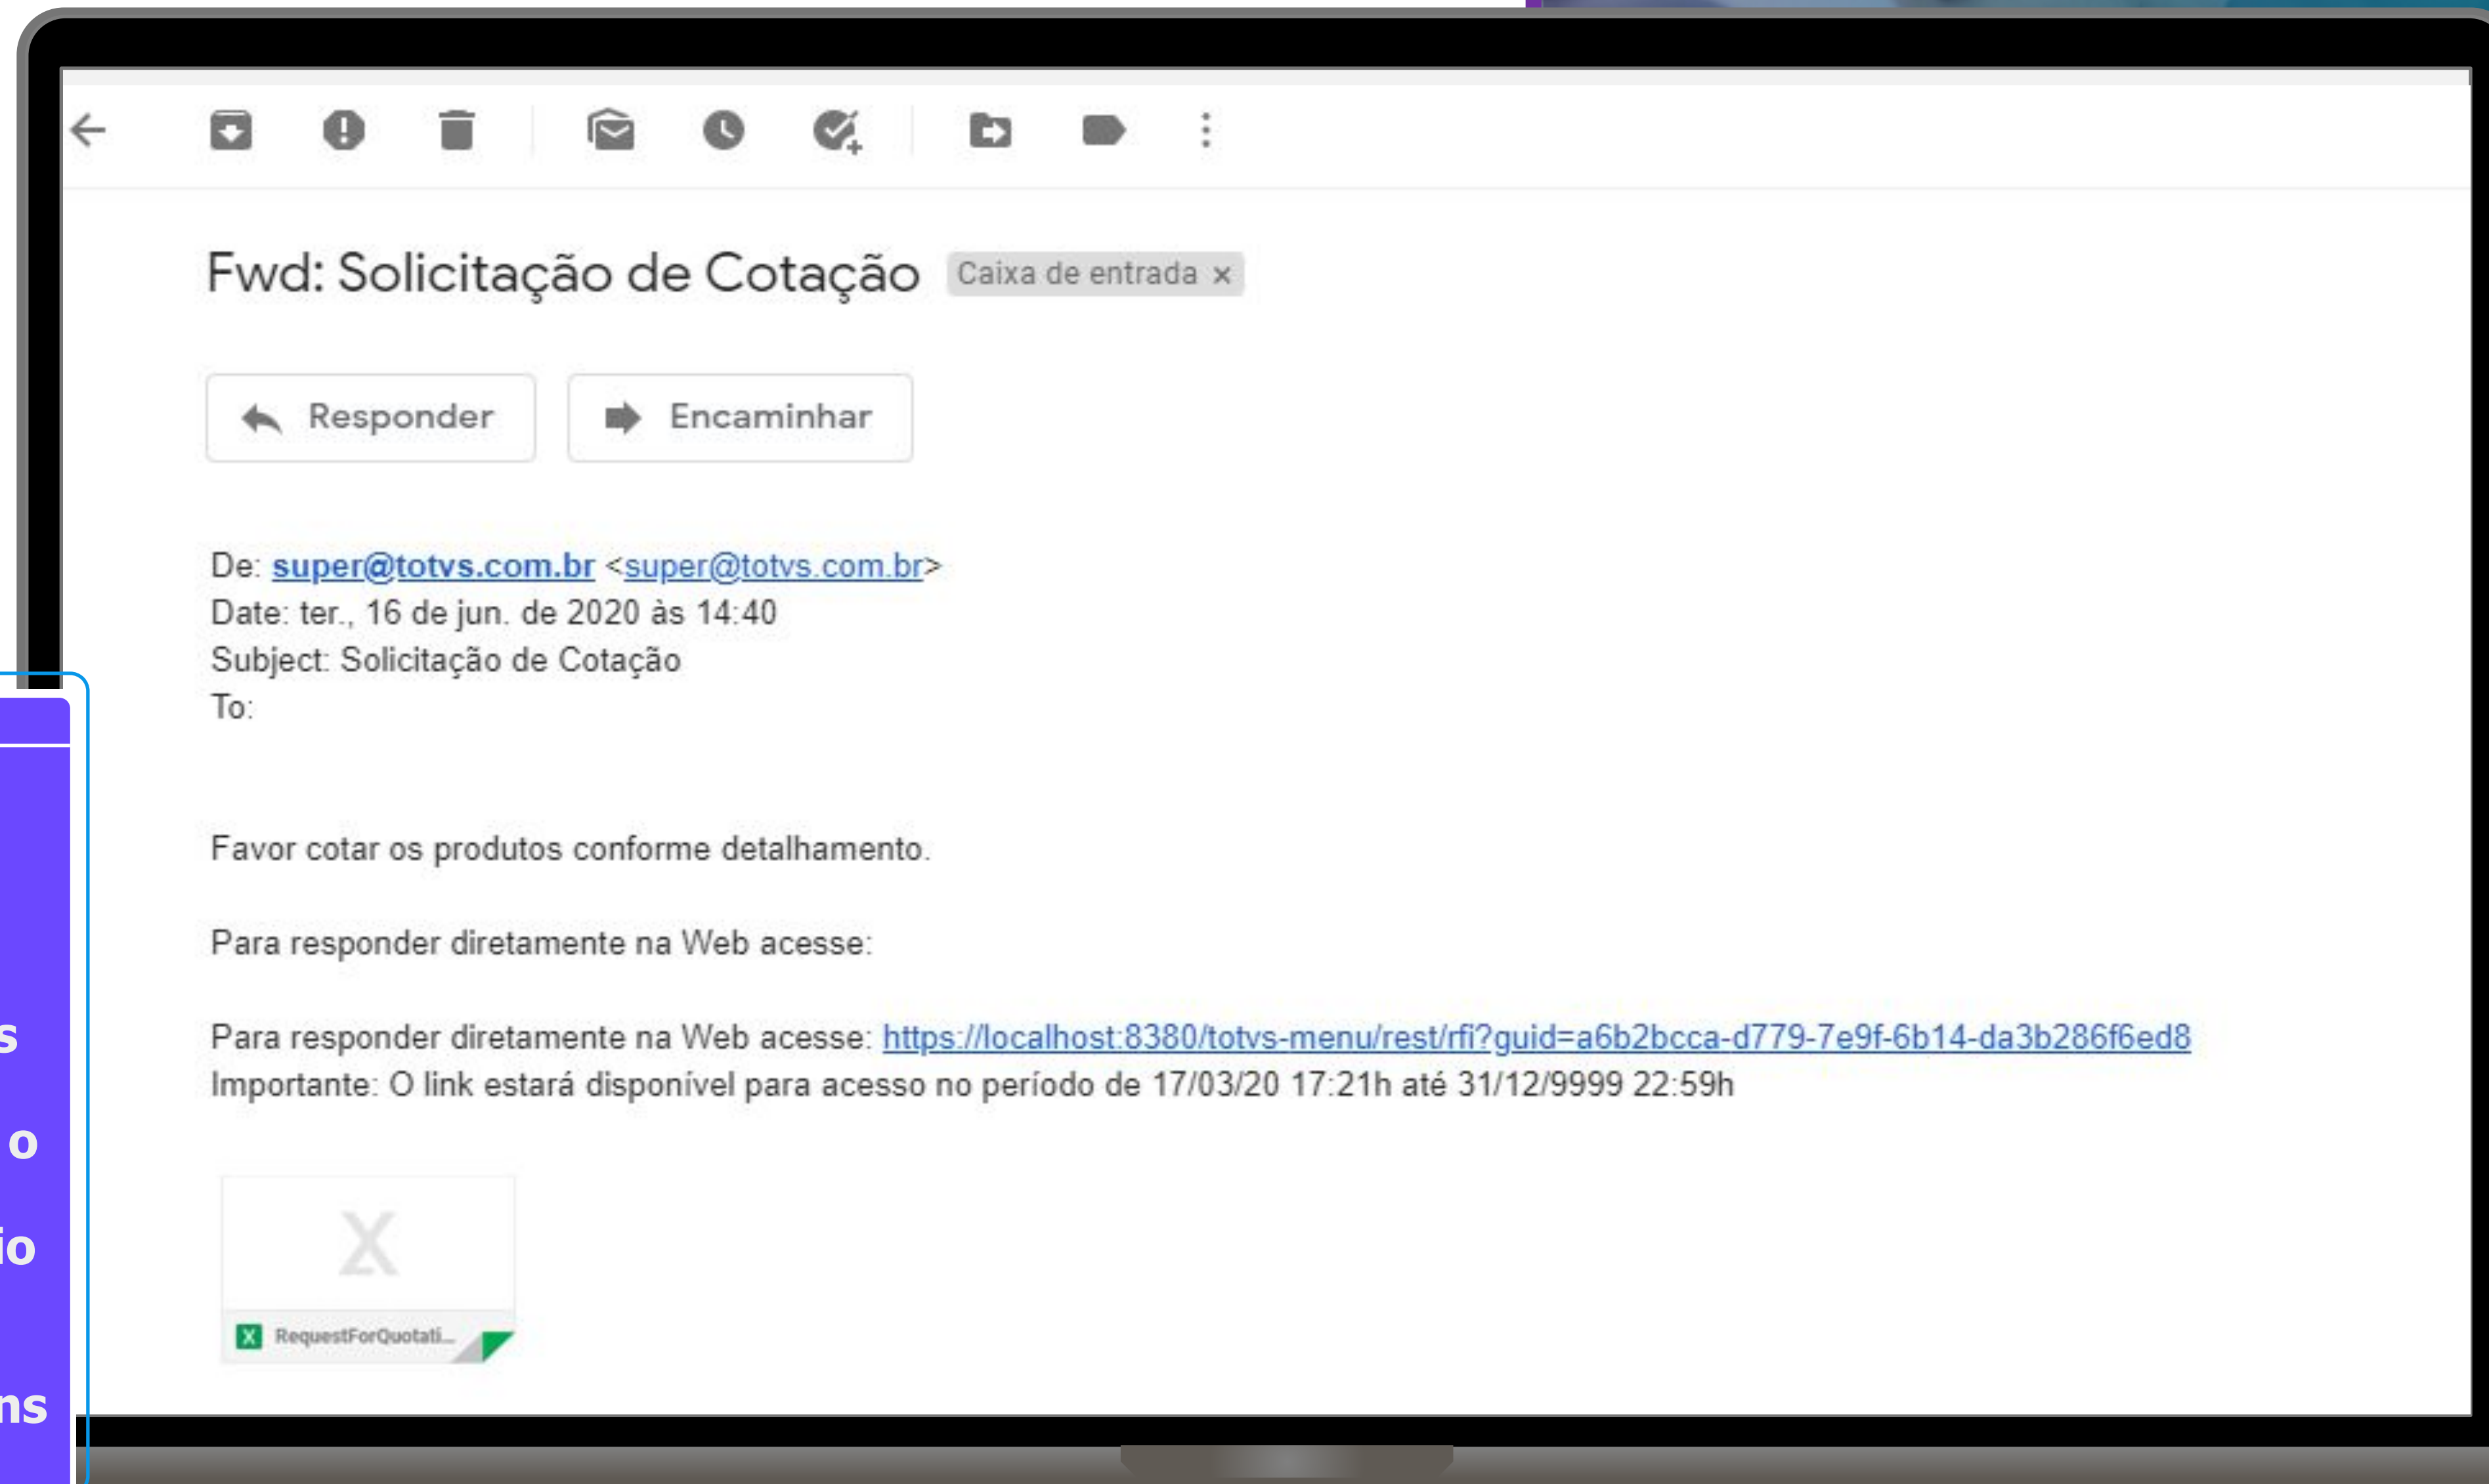 Fwd: Solicitação de Cotação Caixa de entrada x
Responder Encaminhar
De: super@totvs.com.br <super@totvs.com.br>
Date: ter., 16 de jun. de 2020 às 14:40
Subject: Solicitação de Cotação
To:
Favor cotar os produtos conforme detalhamento.
Para responder diretamente na Web acesse:
Para responder diretamente na Web acesse: https://localhost:8380/totvs-menu/rest/rfi?guid=a6b2bcca-d779-7e9f-6b14-da3b286f6ed8
Importante: O link estará disponível para acesso no período de 17/03/20 17:21h até 31/12/9999 22:59h
X
X RequestForQuotati...
o